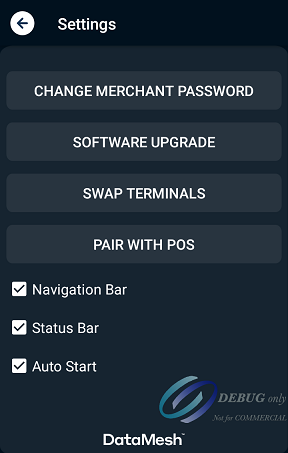 Settings
CHANGE MERCHANT PASSWORD
SOFTWARE UPGRADE
SWAP TERMINALS
PAIR WITH POS
Navigation Bar
Status Bar
Auto Start
DEBUG only
Not for COMMERCIAL
DataMesh™